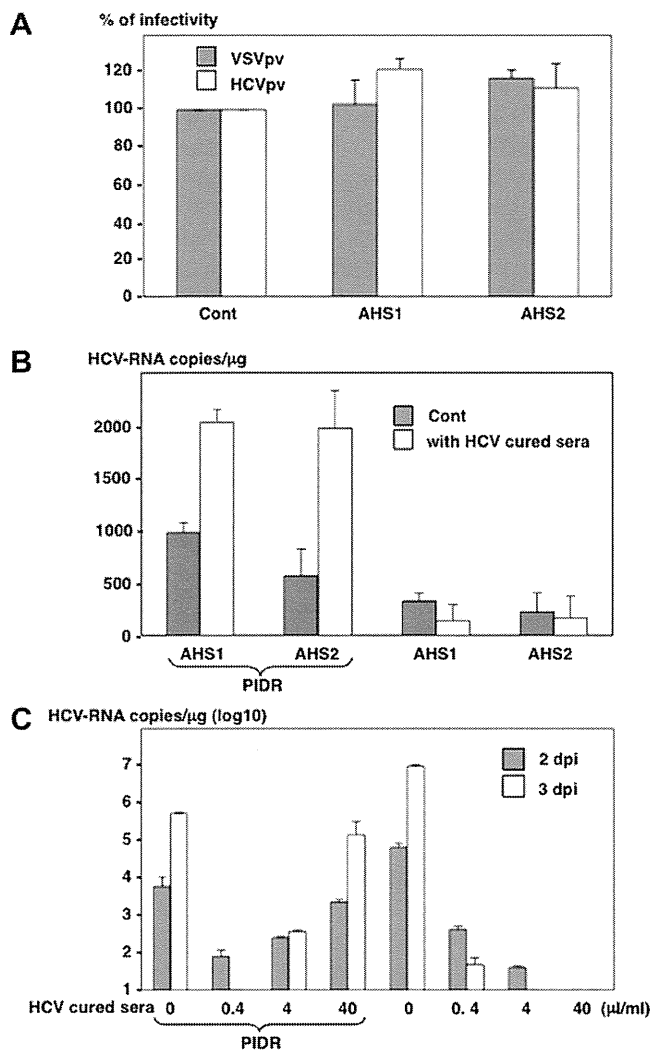 A
% of infectivity
VSVpv
HCVpv
120
100
80
60
40
20
0
Cont AHS1 AHS2
B
HCV-RNA copies/μg
Cont
with HCV cured sera
2000
1500
1000
500
0
AHS1 AHS2 AHS1 AHS2
PIDR
C
HCV-RNA copies/μg (log10)
2 dpi
3 dpi
7
6
5
4
3
2
1
HCV cured sera 0 0.4 4 40 0 0. 4 4 40 (μl/ml)
PIDR